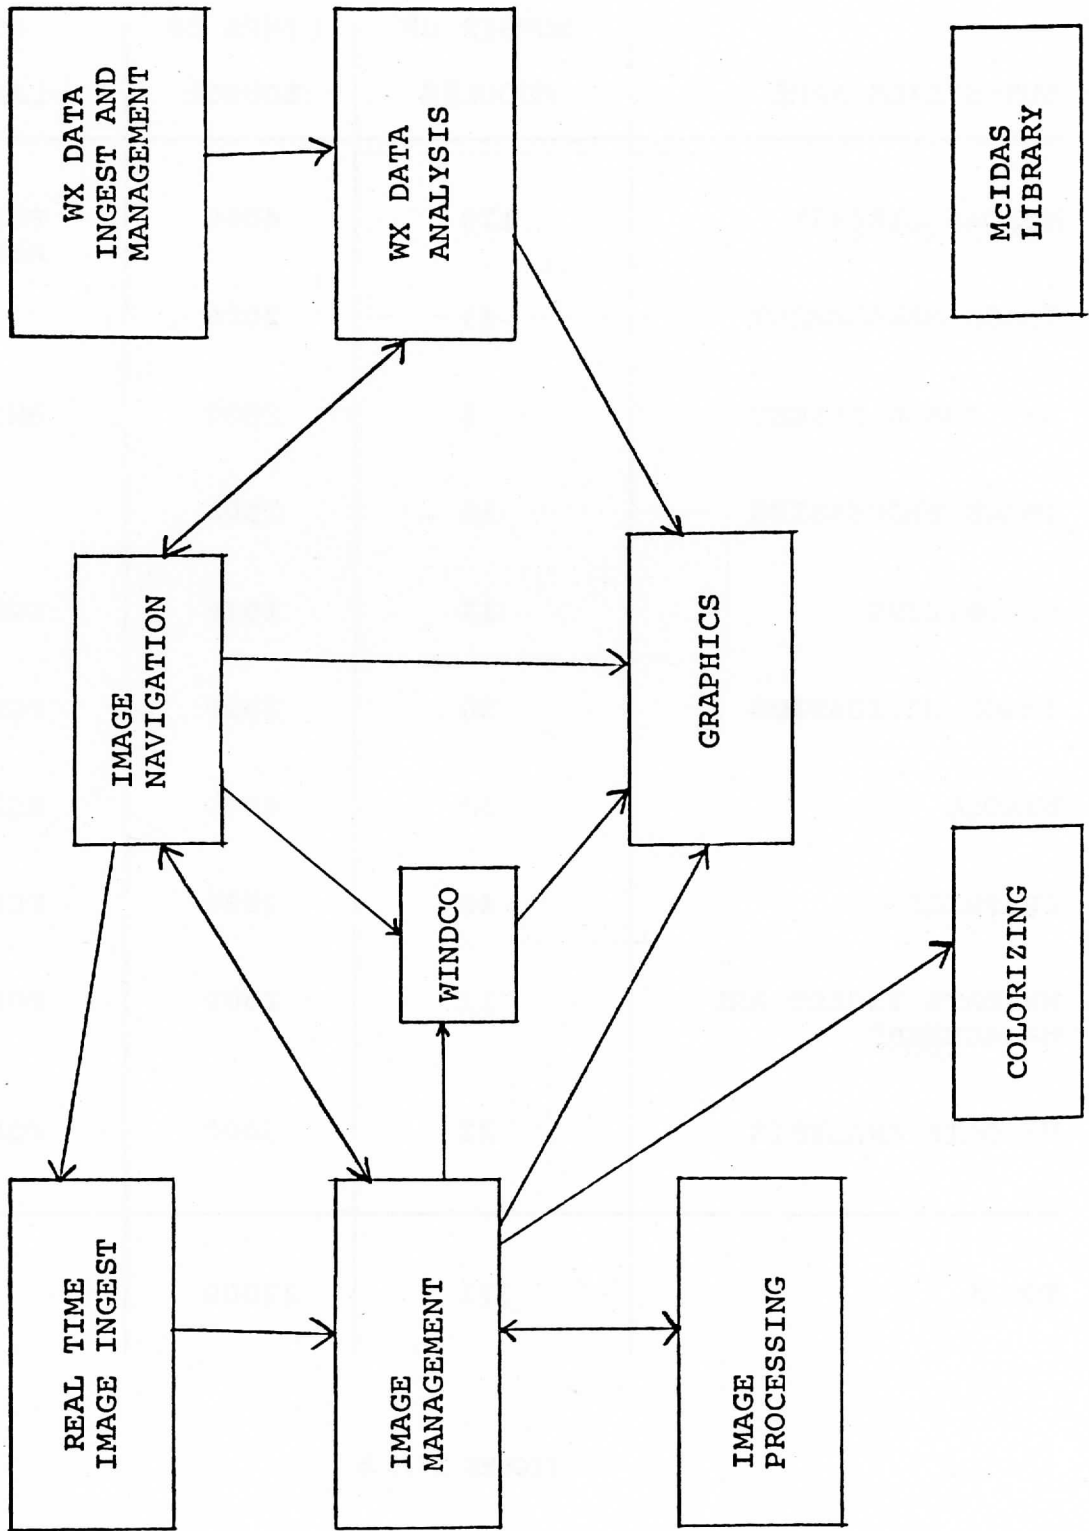 REAL TIME
IMAGE INGEST
IMAGE
NAVIGATION
WX DATA
INGEST AND
MANAGEMENT
IMAGE
MANAGEMENT
WINDCO
WX DATA
ANALYSIS
IMAGE
PROCESSING
GRAPHICS
COLORIZING
McIDAS
LIBRARY